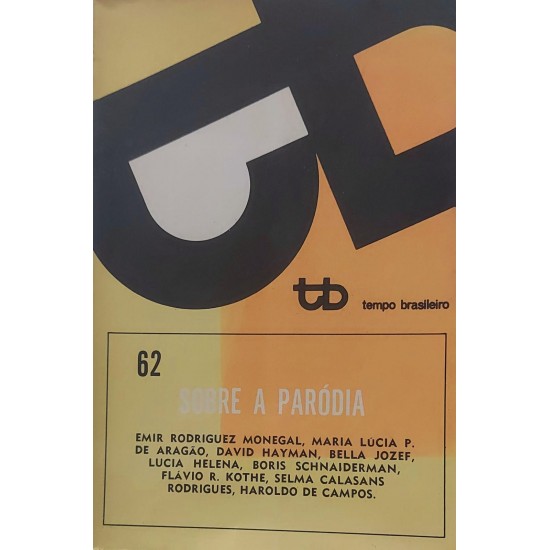 tb tempo brasileiro
62
SOBRE A PARÓDIA
EMIR RODRIGUEZ MONEGAL, MARIA LÚCIA P.
DE ARAGÃO, DAVID HAYMAN, BELLA JOZEF,
LUCIA HELENA, BORIS SCHNAIDERMAN,
FLÁVIO R. KOTHE, SELMA CALASANS
RODRIGUES, HAROLDO DE CAMPOS.